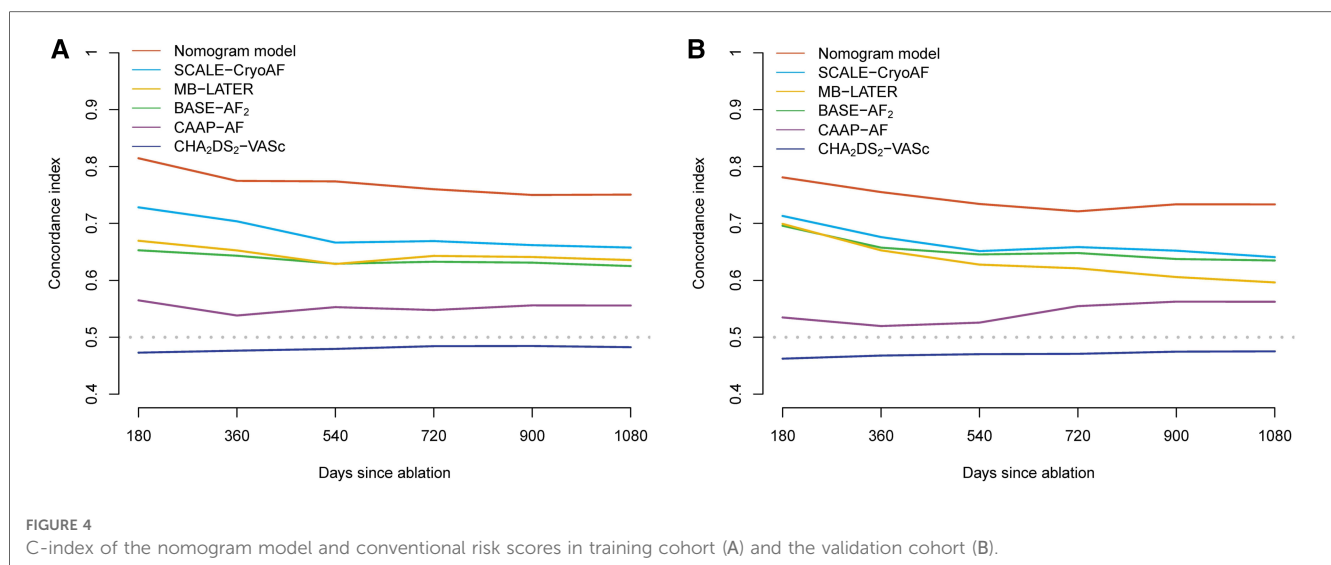 A
Nomogram model
SCALE−CryoAF
MB−LATER
BASE−AF₂
CAAP−AF
CHA₂DS₂−VASc
Concordance index
1
0.9
0.8
0.7
0.6
0.5
0.4
180 360 540 720 900 1080
Days since ablation
B
Nomogram model
SCALE−CryoAF
MB−LATER
BASE−AF₂
CAAP−AF
CHA₂DS₂−VASc
Concordance index
1
0.9
0.8
0.7
0.6
0.5
0.4
180 360 540 720 900 1080
Days since ablation
FIGURE 4
C-index of the nomogram model and conventional risk scores in training cohort (A) and the validation cohort (B).